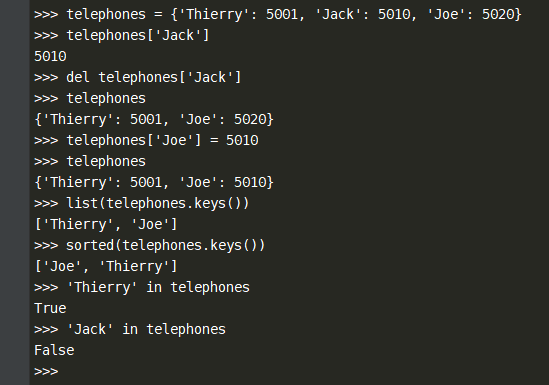 >>> telephones = {'Thierry': 5001, 'Jack': 5010, 'Joe': 5020}
>>> telephones['Jack']
5010
>>> del telephones['Jack']
>>> telephones
{'Thierry': 5001, 'Joe': 5020}
>>> telephones['Joe'] = 5010
>>> telephones
{'Thierry': 5001, 'Joe': 5010}
>>> list(telephones.keys())
['Thierry', 'Joe']
>>> sorted(telephones.keys())
['Joe', 'Thierry']
>>> 'Thierry' in telephones
True
>>> 'Jack' in telephones
False
>>>